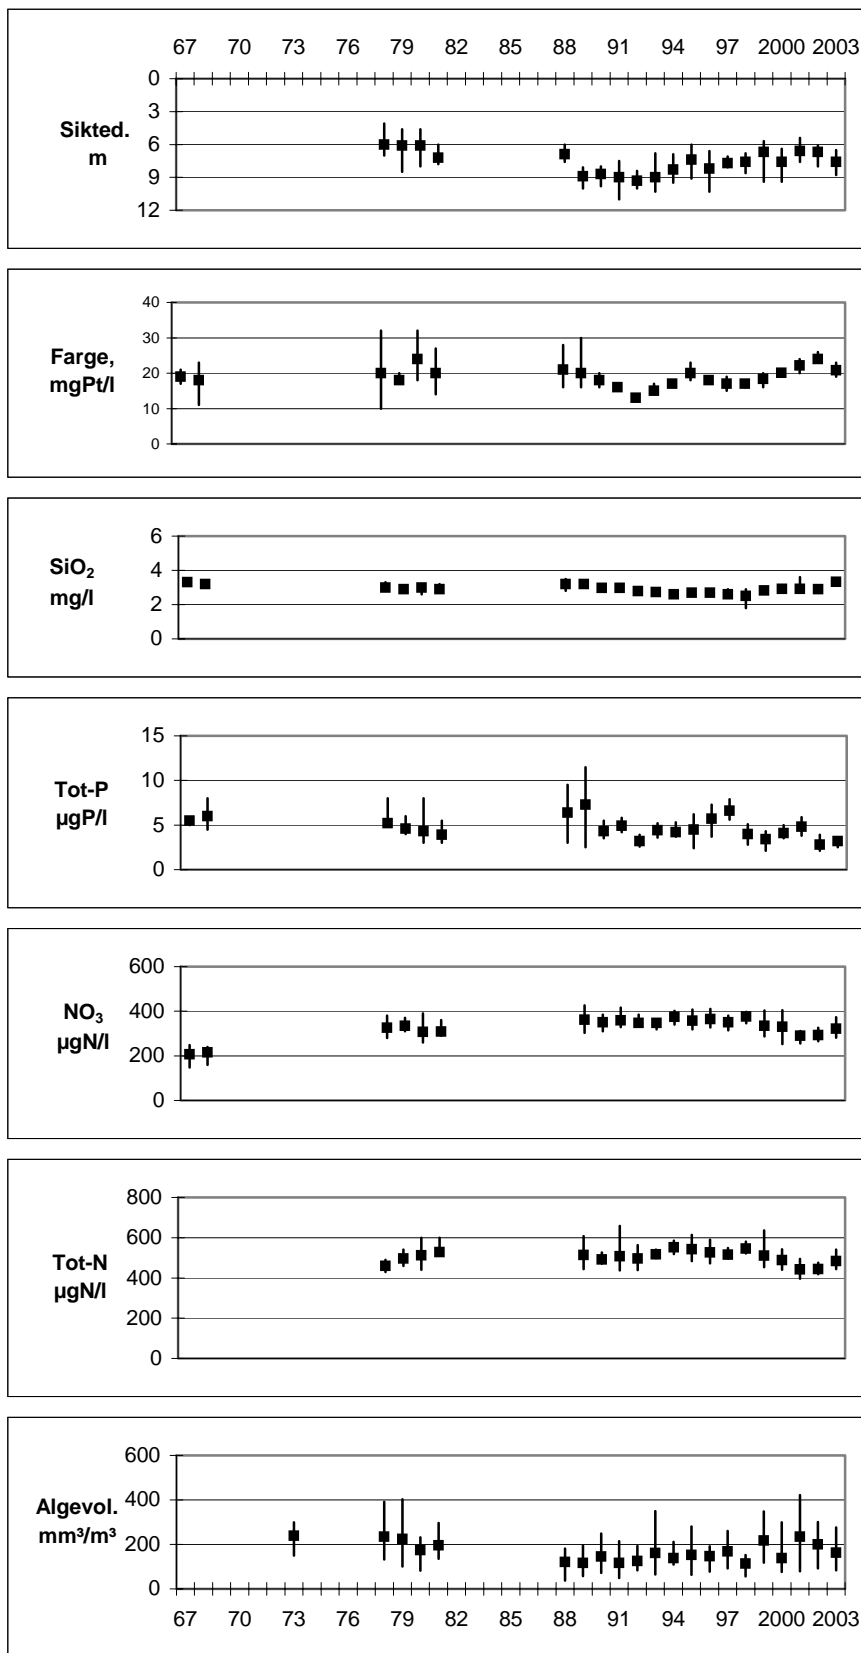 67 70 73 76 79 82 85 88 91 94 97 2000 2003
0
3
Sikted.
6
m
9
12
40
30
Farge,
20
mgPt/l
10
0
6
SiO₂
4
mg/l
2
0
15
Tot-P
10
µgP/l
5
0
600
NO₃
400
µgN/l
200
0
800
600
Tot-N
400
µgN/l
200
0
600
Algevol.
400
mm³/m³
200
0
67 70 73 76 79 82 85 88 91 94 97 2000 2003